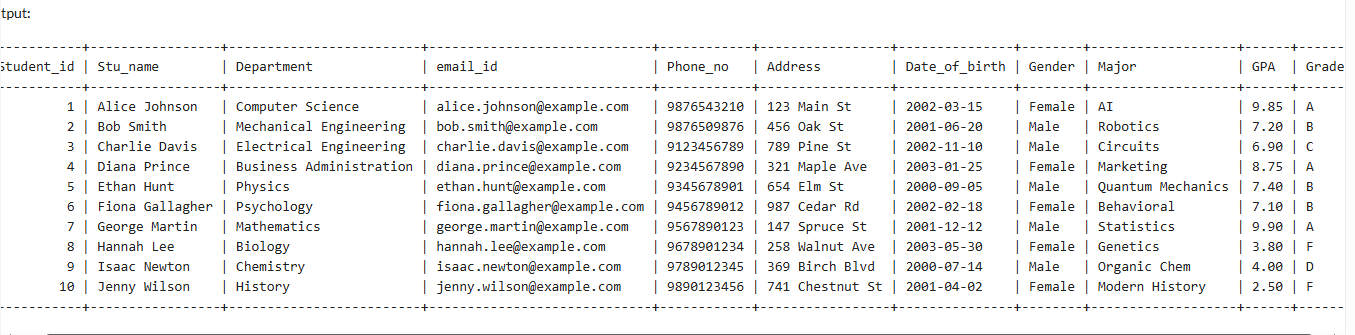 tput:
-----------+-----------------+------------------------+-----------------------------+------------+-----------------+---------------+--------+-------------------+------+------
Student_id | Stu_name        | Department              | email_id                    | Phone_no   | Address         | Date_of_birth | Gender | Major             | GPA  | Grade
-----------+-----------------+------------------------+-----------------------------+------------+-----------------+---------------+--------+-------------------+------+------
1 | Alice Johnson   | Computer Science        | alice.johnson@example.com   | 9876543210 | 123 Main St     | 2002-03-15    | Female | AI                | 9.85 | A
2 | Bob Smith       | Mechanical Engineering  | bob.smith@example.com       | 9876509876 | 456 Oak St      | 2001-06-20    | Male   | Robotics          | 7.20 | B
3 | Charlie Davis   | Electrical Engineering  | charlie.davis@example.com   | 9123456789 | 789 Pine St     | 2002-11-10    | Male   | Circuits          | 6.90 | C
4 | Diana Prince    | Business Administration | diana.prince@example.com    | 9234567890 | 321 Maple Ave   | 2003-01-25    | Female | Marketing         | 8.75 | A
5 | Ethan Hunt      | Physics                 | ethan.hunt@example.com      | 9345678901 | 654 Elm St      | 2000-09-05    | Male   | Quantum Mechanics | 7.40 | B
6 | Fiona Gallagher | Psychology              | fiona.gallagher@example.com | 9456789012 | 987 Cedar Rd    | 2002-02-18    | Female | Behavioral        | 7.10 | B
7 | George Martin   | Mathematics             | george.martin@example.com   | 9567890123 | 147 Spruce St   | 2001-12-12    | Male   | Statistics        | 9.90 | A
8 | Hannah Lee      | Biology                 | hannah.lee@example.com      | 9678901234 | 258 Walnut Ave  | 2003-05-30    | Female | Genetics          | 3.80 | F
9 | Isaac Newton    | Chemistry               | isaac.newton@example.com    | 9789012345 | 369 Birch Blvd  | 2000-07-14    | Male   | Organic Chem      | 4.00 | D
10 | Jenny Wilson    | History                 | jenny.wilson@example.com    | 9890123456 | 741 Chestnut St | 2001-04-02    | Female | Modern History    | 2.50 | F
-----------+-----------------+------------------------+-----------------------------+------------+-----------------+---------------+--------+-------------------+------+------